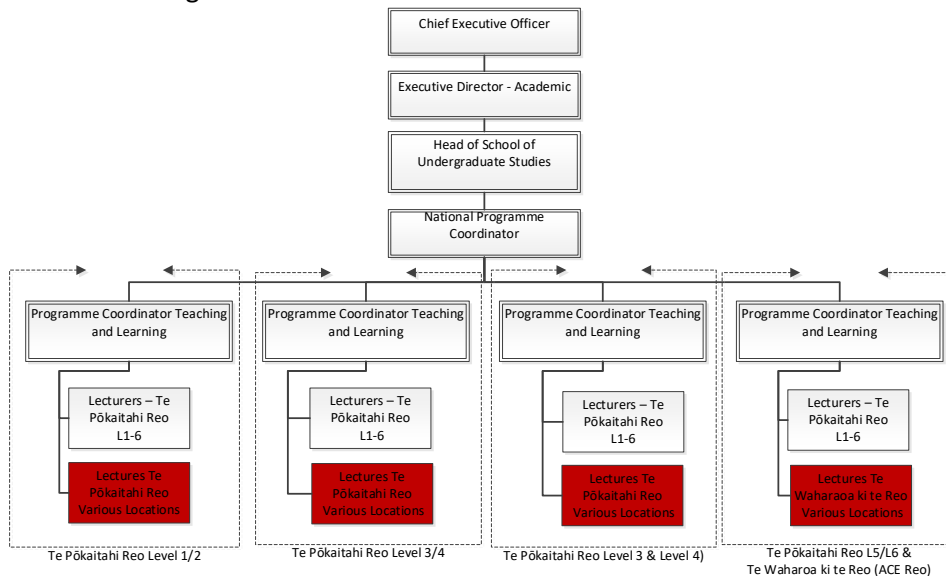 Chief Executive Officer
Executive Director - Academic
Head of School of
Undergraduate Studies
National Programme
Coordinator
Programme Coordinator Teaching
and Learning
Lecturers – Te
Pōkaitahi Reo
L1-6
Lectures Te
Pōkaitahi Reo
Various Locations
Te Pōkaitahi Reo Level 1/2
Programme Coordinator Teaching
and Learning
Lecturers – Te
Pōkaitahi Reo
L1-6
Lectures Te
Pōkaitahi Reo
Various Locations
Te Pōkaitahi Reo Level 3/4
Programme Coordinator Teaching
and Learning
Lecturers – Te
Pōkaitahi Reo
L1-6
Lectures Te
Pōkaitahi Reo
Various Locations
Te Pōkaitahi Reo Level 3 & Level 4)
Programme Coordinator Teaching
and Learning
Lecturers – Te
Pōkaitahi Reo
L1-6
Lectures Te
Waharaoa ki te Reo
Various Locations
Te Pōkaitahi Reo L5/L6 &
Te Waharoa ki te Reo (ACE Reo)